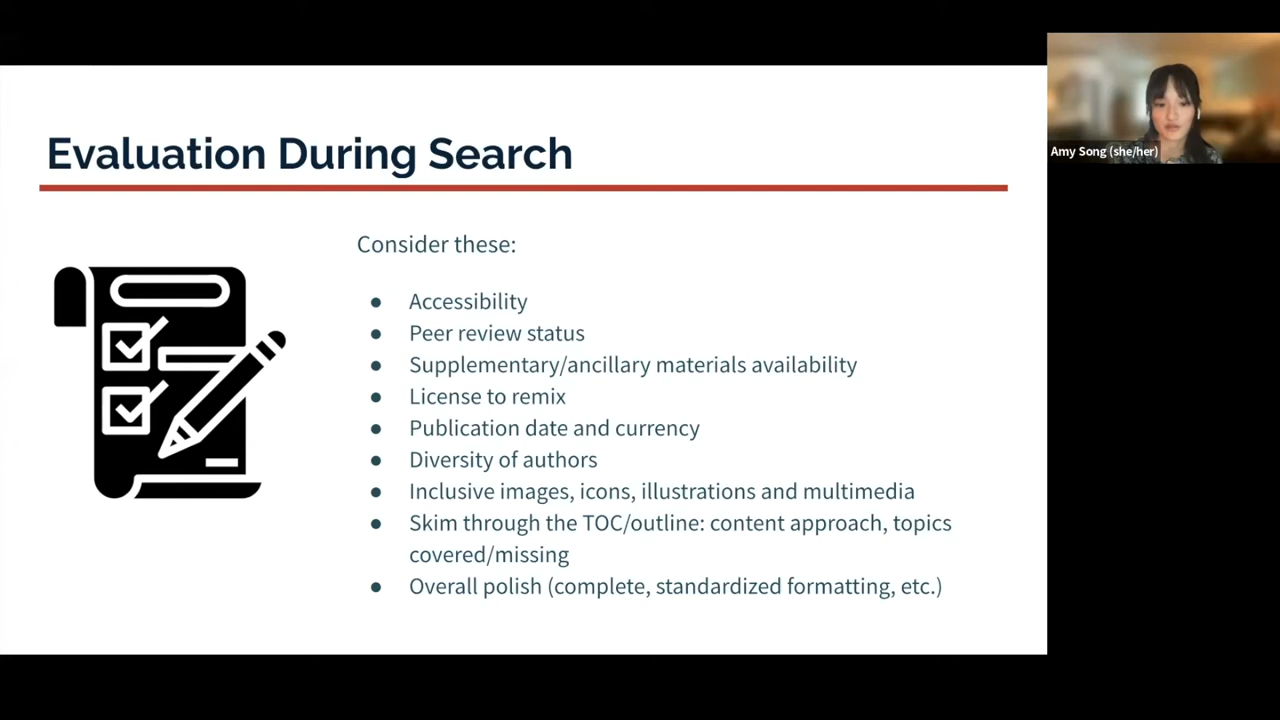 Evaluation During Search
Consider these:
● Accessibility
● Peer review status
● Supplementary/ancillary materials availability
● License to remix
● Publication date and currency
● Diversity of authors
● Inclusive images, icons, illustrations and multimedia
● Skim through the TOC/outline: content approach, topics
covered/missing
● Overall polish (complete, standardized formatting, etc.)
Amy Song (she/her)